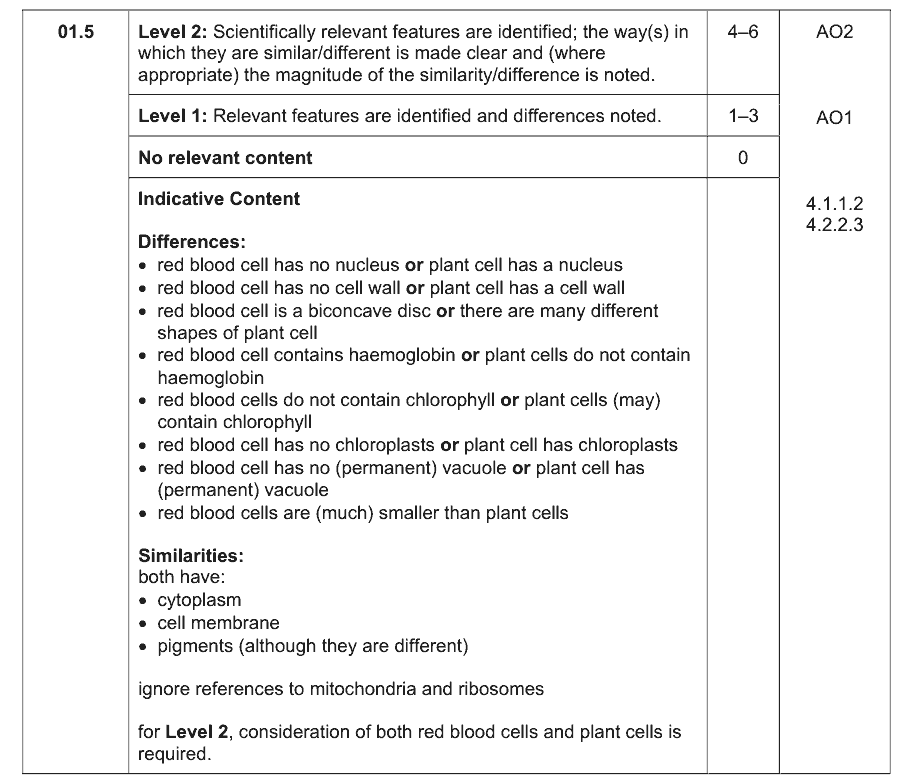 01.5
Level 2: Scientifically relevant features are identified; the way(s) in
which they are similar/different is made clear and (where
appropriate) the magnitude of the similarity/difference is noted.
4–6
AO2
Level 1: Relevant features are identified and differences noted.
1–3
AO1
No relevant content
0
Indicative Content
4.1.1.2
4.2.2.3
Differences:
• red blood cell has no nucleus or plant cell has a nucleus
• red blood cell has no cell wall or plant cell has a cell wall
• red blood cell is a biconcave disc or there are many different
shapes of plant cell
• red blood cell contains haemoglobin or plant cells do not contain
haemoglobin
• red blood cells do not contain chlorophyll or plant cells (may)
contain chlorophyll
• red blood cell has no chloroplasts or plant cell has chloroplasts
• red blood cell has no (permanent) vacuole or plant cell has
(permanent) vacuole
• red blood cells are (much) smaller than plant cells
Similarities:
both have:
• cytoplasm
• cell membrane
• pigments (although they are different)
ignore references to mitochondria and ribosomes
for Level 2, consideration of both red blood cells and plant cells is
required.